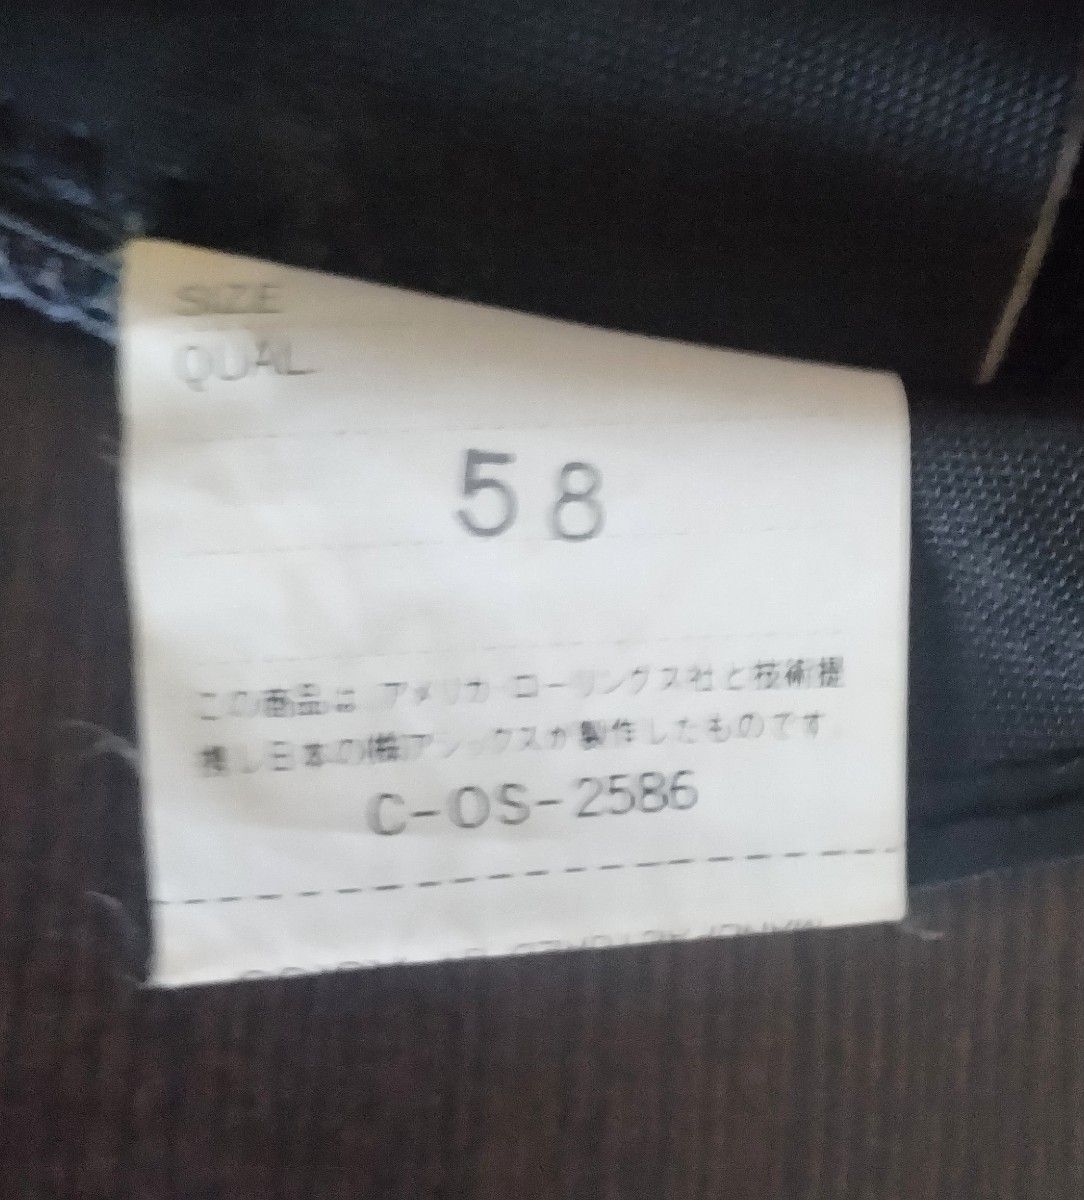 SIZE
QUAL
58
この商品は アメリカ ローリングス社と技術提
携し日本の(株)アシックスが製作したものです。
C-OS-2586